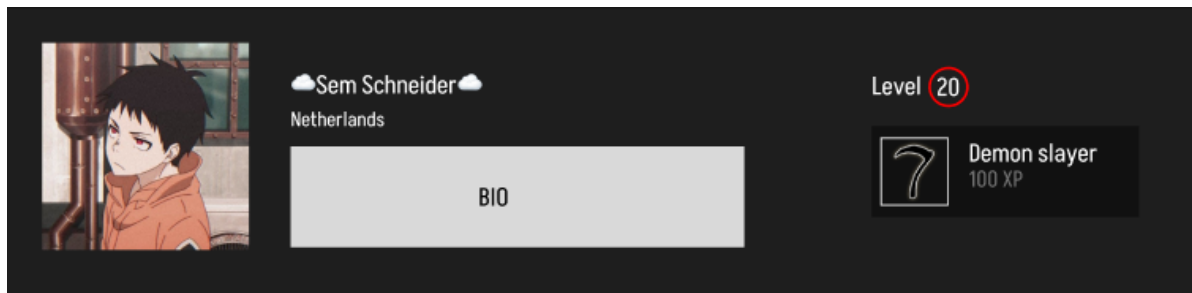 ☁️Sem Schneider☁️
Netherlands
BIO
Level 20
Demon slayer
100 XP